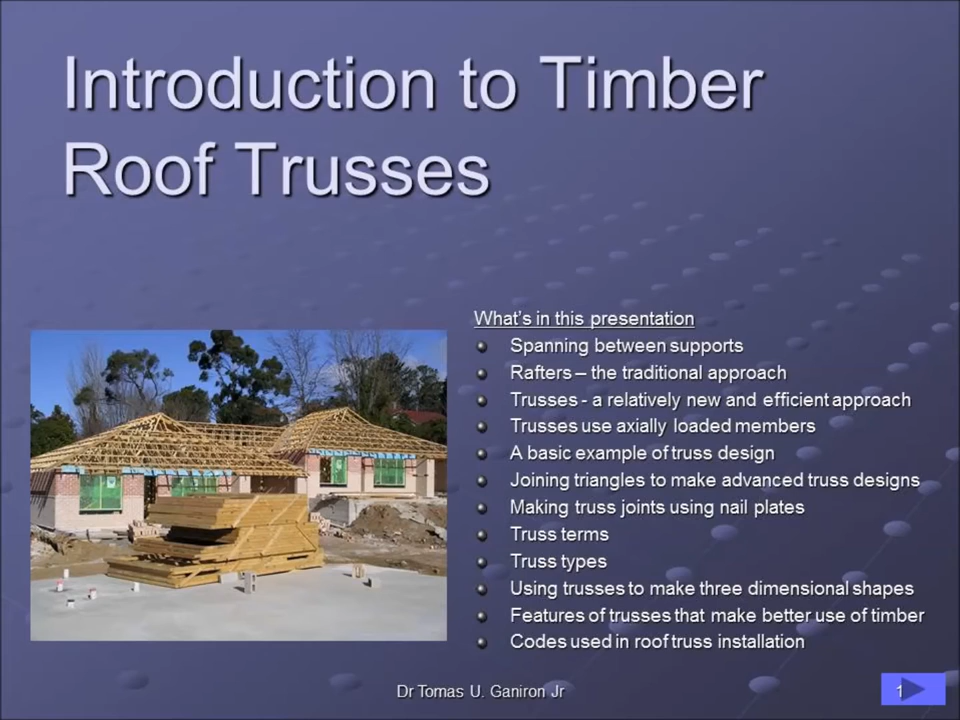 Introduction to Timber
Roof Trusses
What's in this presentation
Spanning between supports
Rafters – the traditional approach
Trusses - a relatively new and efficient approach
Trusses use axially loaded members
A basic example of truss design
Joining triangles to make advanced truss designs
Making truss joints using nail plates
Truss terms
Truss types
Using trusses to make three dimensional shapes
Features of trusses that make better use of timber
Codes used in roof truss installation
Dr Tomas U. Ganiron Jr
1